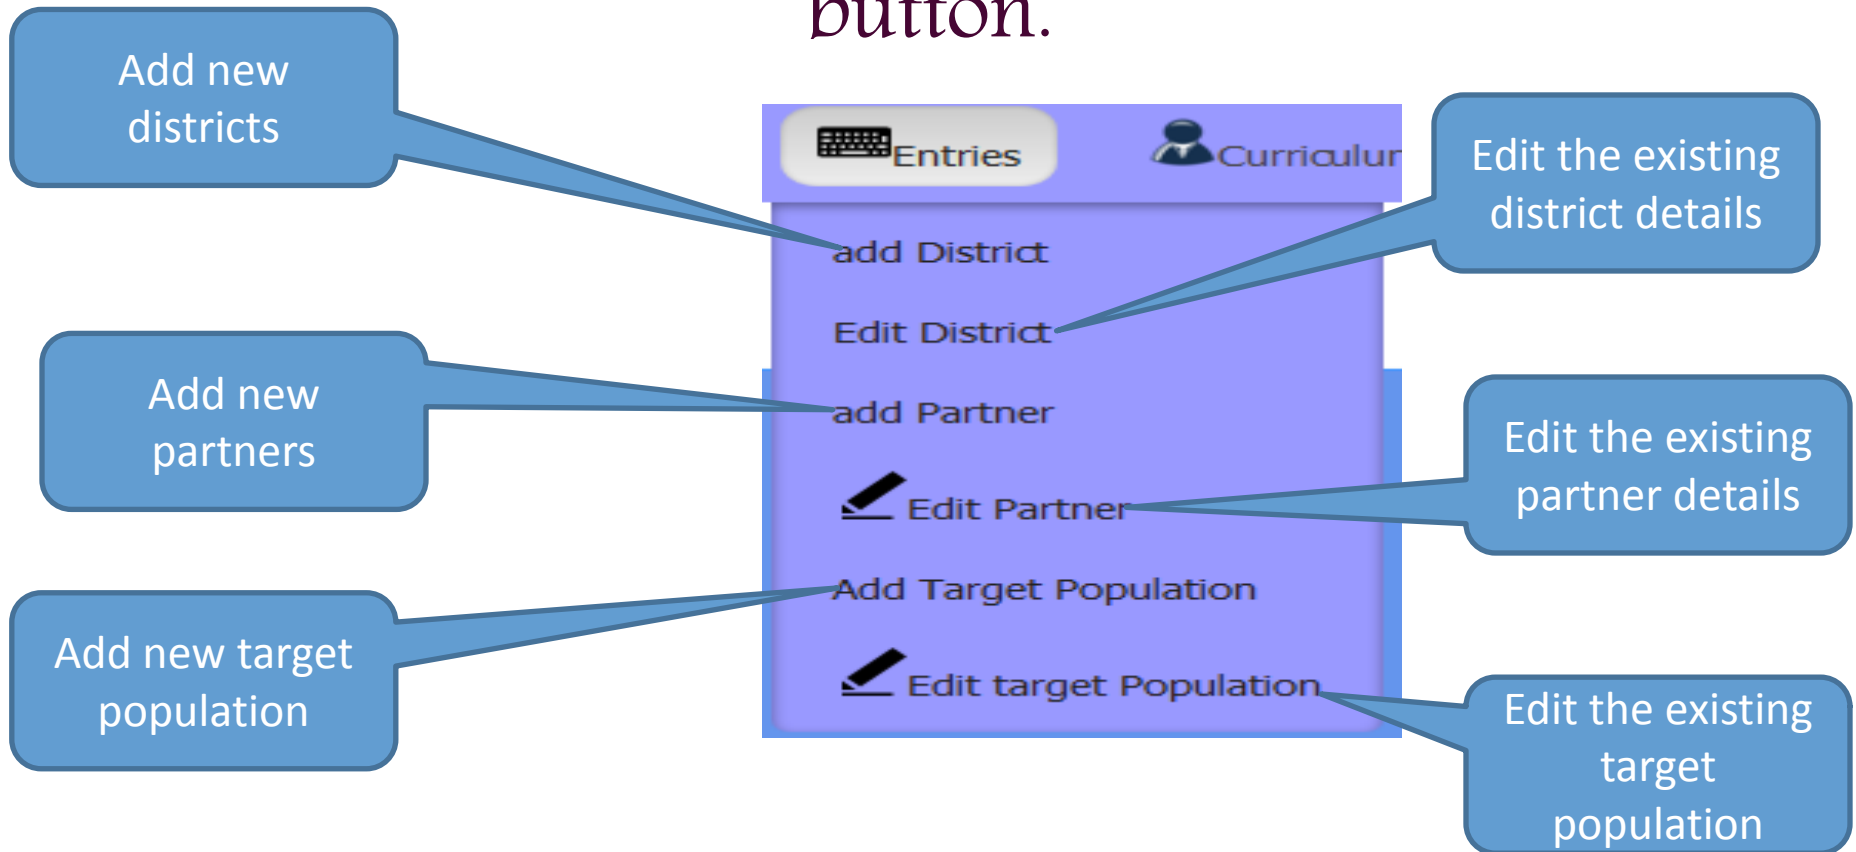 button.
Add new
districts
Entries
Curriculur
Edit the existing
district details
add District
Edit District
Add new
partners
add Partner
Edit the existing
partner details
Edit Partner
Add Target Population
Add new target
population
Edit target Population
Edit the existing
target
population